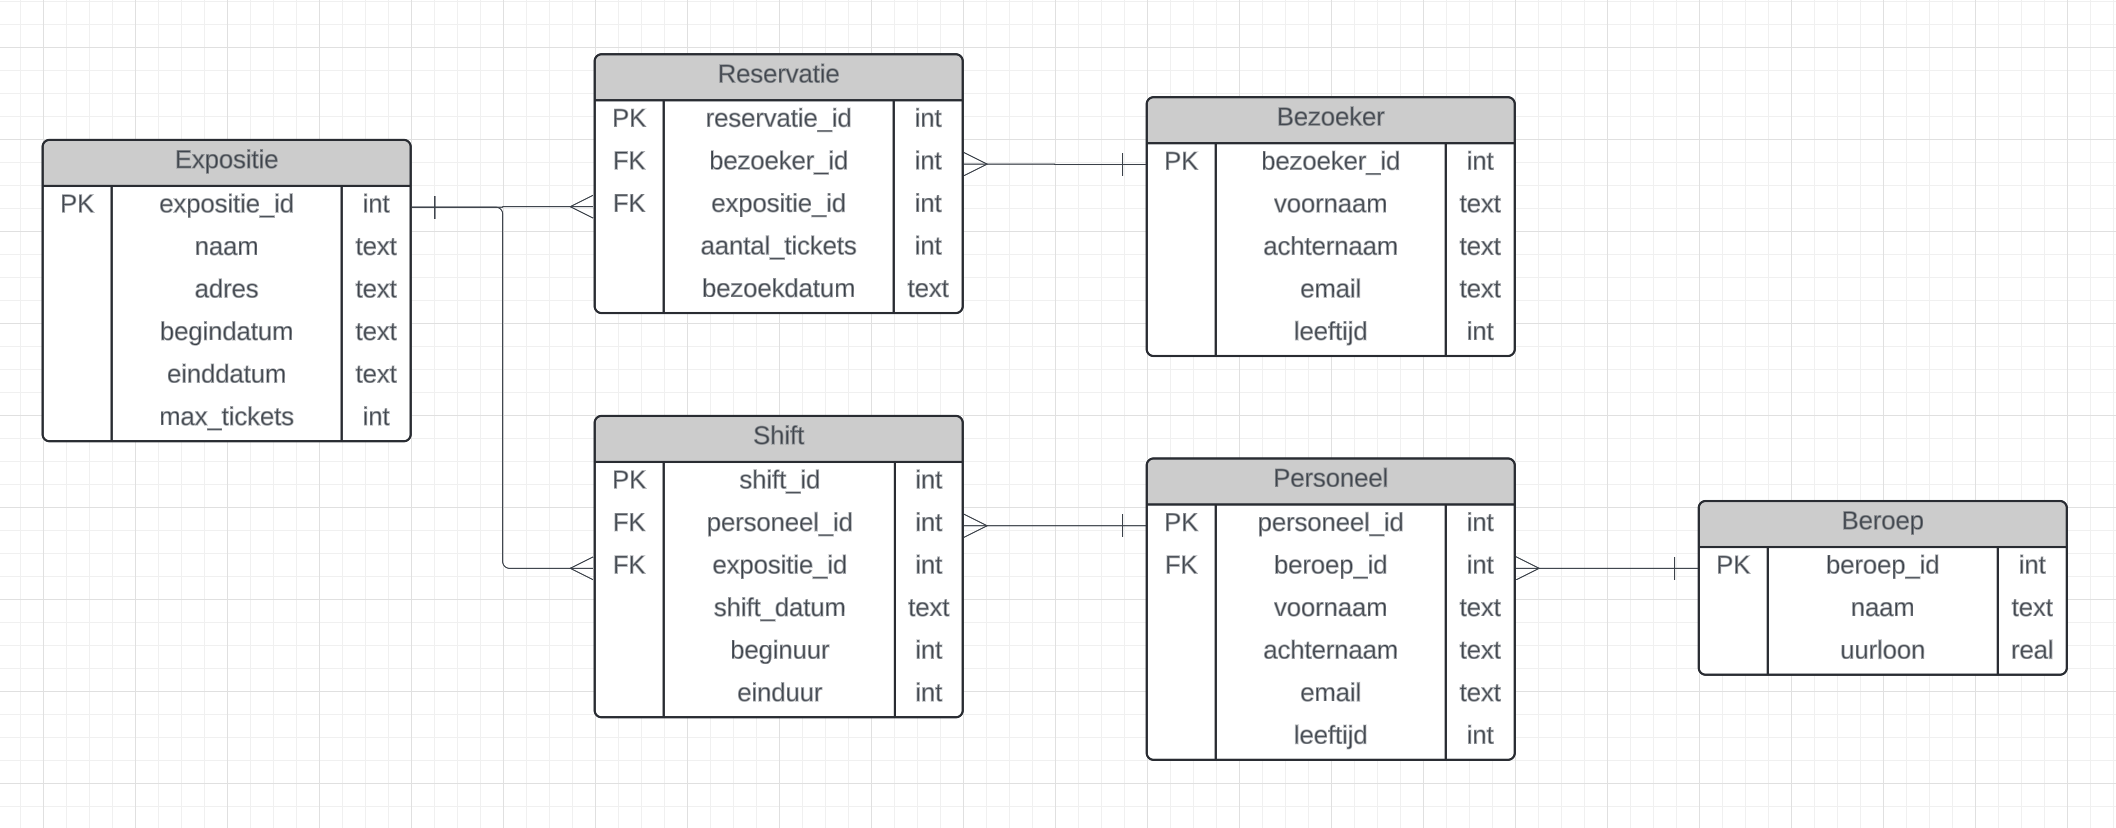 Expositie
PK expositie_id int
naam text
adres text
begindatum text
einddatum text
max_tickets int
Reservatie
PK reservatie_id int
FK bezoeker_id int
FK expositie_id int
aantal_tickets int
bezoekdatum text
Bezoeker
PK bezoeker_id int
voornaam text
achternaam text
email text
leeftijd int
Shift
PK shift_id int
FK personeel_id int
FK expositie_id int
shift_datum text
beginuur int
einduur int
Personeel
PK personeel_id int
FK beroep_id int
voornaam text
achternaam text
email text
leeftijd int
Beroep
PK beroep_id int
naam text
uurloon real